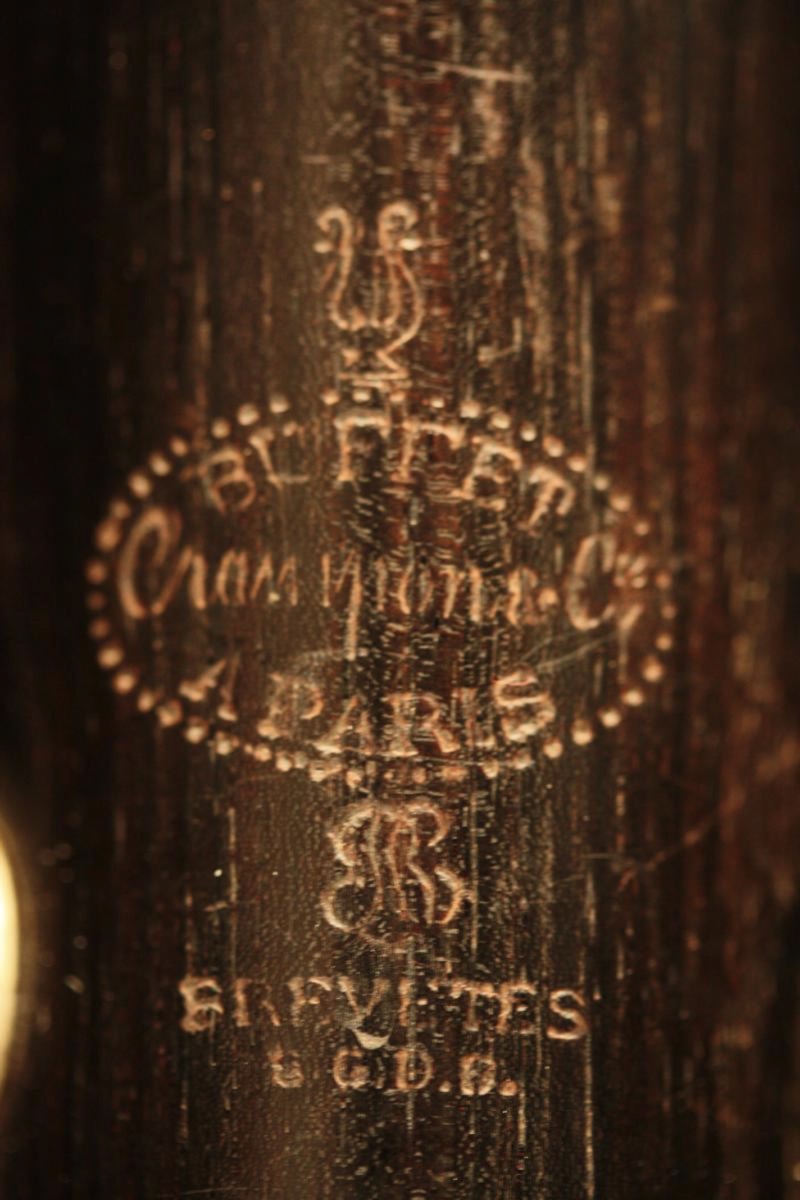 BUFFET
Crampon & Cie
A PARIS
BREVETES
S.G.D.G.